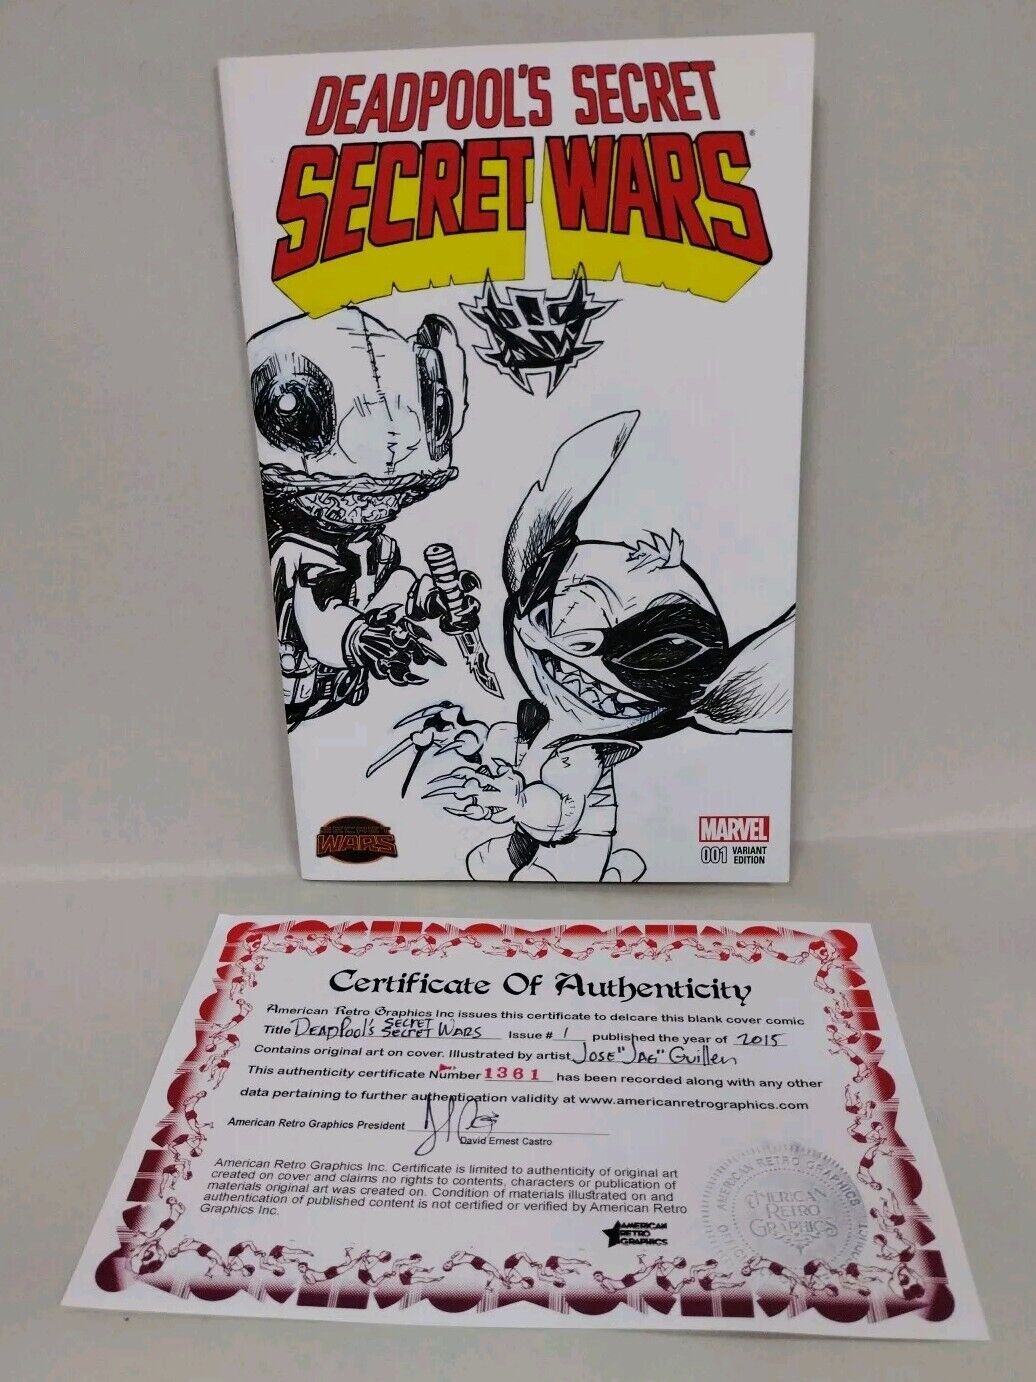 DEADPOOL'S SECRET
SECRET WARS®
SECRET
WARS
MARVEL
001 VARIANT
EDITION
Certificate Of Authenticity
American Retro Graphics Inc issues this certificate to delcare this blank cover comic
Title DEADPOOL'S SECRET SECRET WARS Issue # 1 published the year of 2015
Contains original art on cover. Illustrated by artist JOSE "JAG" Guillen
This authenticity certificate Number 1361 has been recorded along with any other
data pertaining to further authentication validity at www.americanretrographics.com
American Retro Graphics President
David Ernest Castro
American Retro Graphics Inc. Certificate is limited to authenticity of original art
created on cover and claims no rights to contents, characters or publication of
materials original art was created on. Condition of materials illustrated on and
authentication of published content is not certified or verified by American Retro
Graphics Inc.
AMERICAN
RETRO
GRAPHICS
AMERICAN RETRO GRAPHICS
AMERICAN
RETRO
GRAPHICS